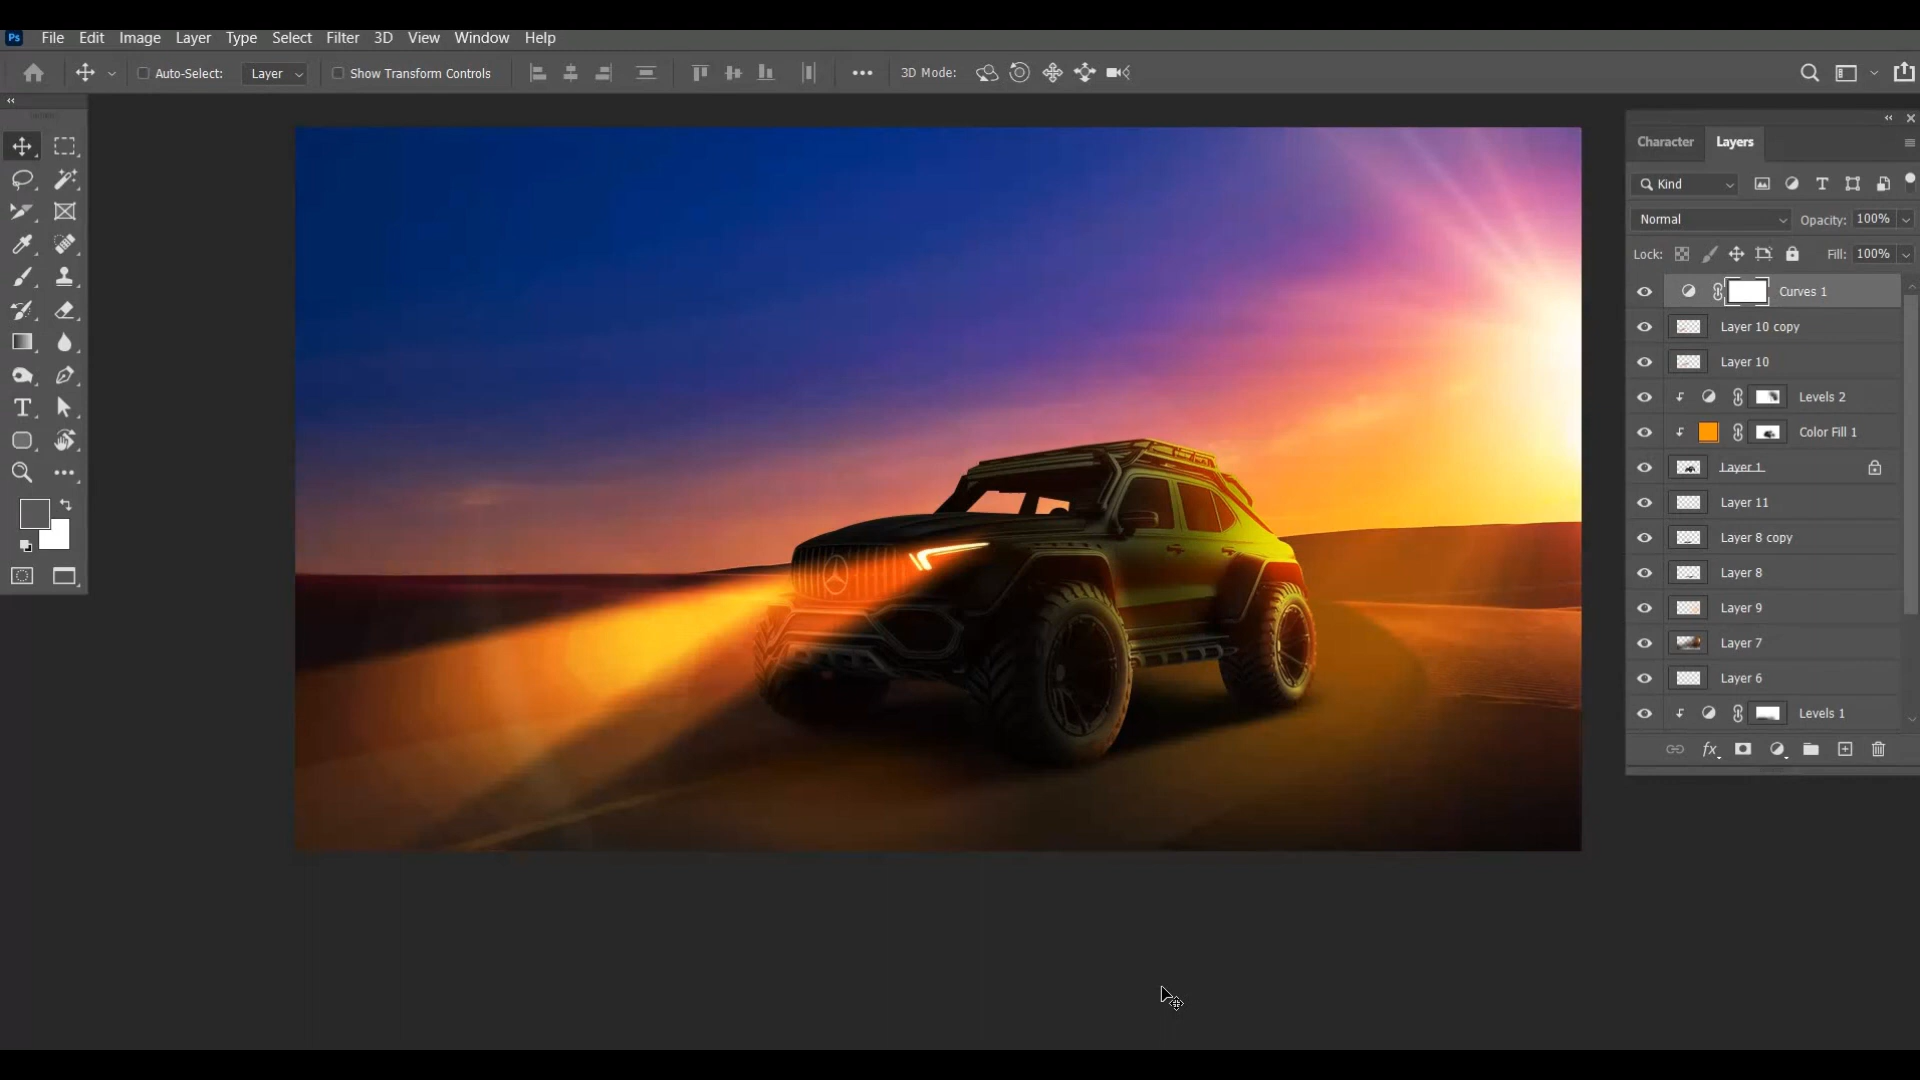 Ps File Edit Image Layer Type Select Filter 3D View Window Help
Auto-Select: Layer Show Transform Controls 3D Mode:
Character Layers
Kind
Normal Opacity: 100%
Lock: Fill: 100%
Curves 1
Layer 10 copy
Layer 10
Levels 2
Color Fill 1
Layer 1
Layer 11
Layer 8 copy
Layer 8
Layer 9
Layer 7
Layer 6
Levels 1
fx